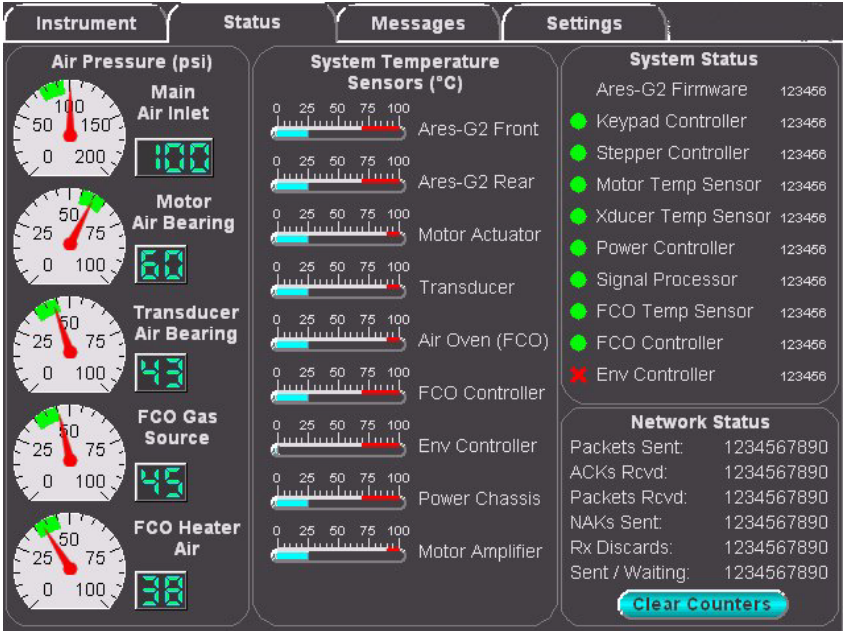 Instrument
Status
Messages
Settings
Air Pressure (psi)
Main
Air Inlet
0 50 100 150 200
100
Motor
Air Bearing
0 25 50 75 100
60
Transducer
Air Bearing
0 25 50 75 100
43
FCO Gas
Source
0 25 50 75 100
45
FCO Heater
Air
0 25 50 75 100
38
System Temperature
Sensors (°C)
0 25 50 75 100
Ares-G2 Front
0 25 50 75 100
Ares-G2 Rear
0 25 50 75 100
Motor Actuator
0 25 50 75 100
Transducer
0 25 50 75 100
Air Oven (FCO)
0 25 50 75 100
FCO Controller
0 25 50 75 100
Env Controller
0 25 50 75 100
Power Chassis
0 25 50 75 100
Motor Amplifier
System Status
Ares-G2 Firmware 123456
Keypad Controller 123456
Stepper Controller 123456
Motor Temp Sensor 123456
Xducer Temp Sensor 123456
Power Controller 123456
Signal Processor 123456
FCO Temp Sensor 123456
FCO Controller 123456
Env Controller 123456
Network Status
Packets Sent: 1234567890
ACKs Rcvd: 1234567890
Packets Rcvd: 1234567890
NAKs Sent: 1234567890
Rx Discards: 1234567890
Sent / Waiting: 1234567890
Clear Counters